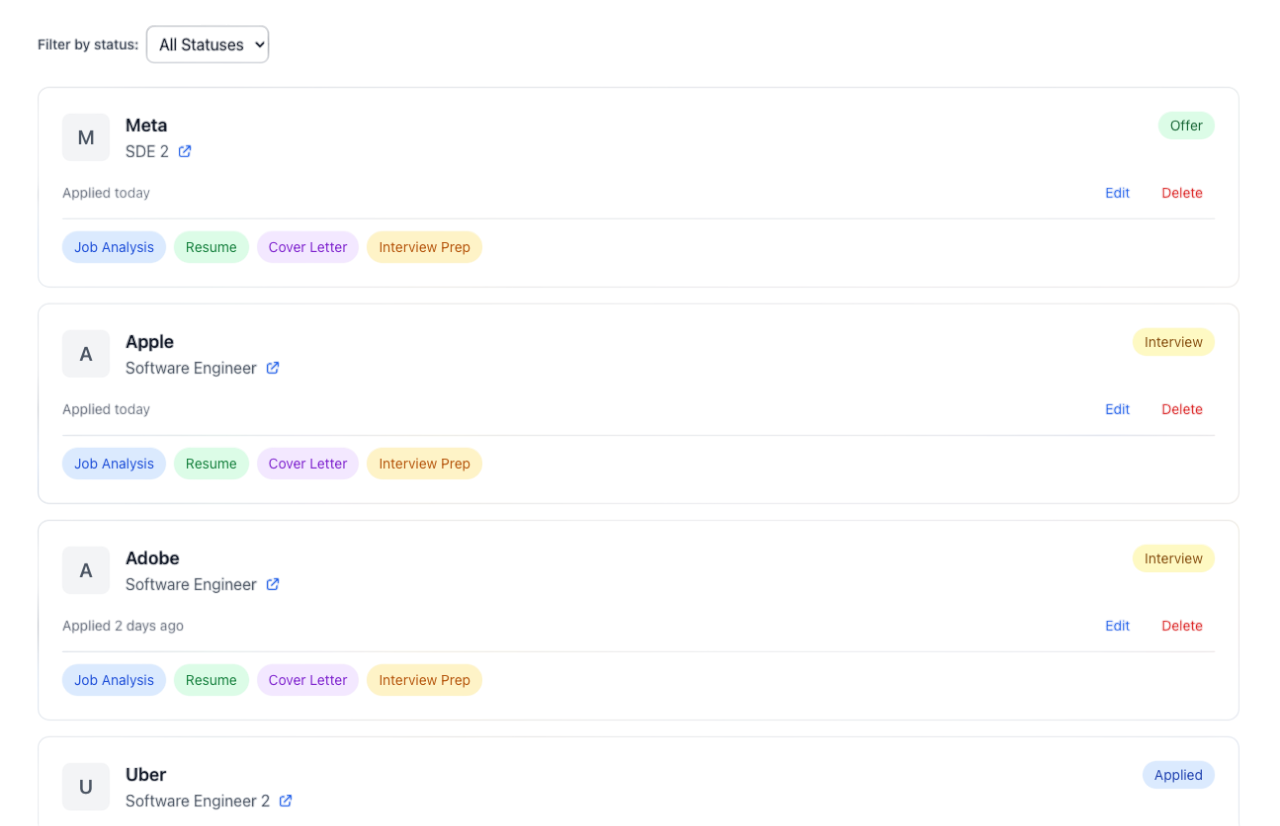 Filter by status: All Statuses
M
Meta
Offer
SDE 2
Applied today
Edit Delete
Job Analysis Resume Cover Letter Interview Prep
A
Apple
Interview
Software Engineer
Applied today
Edit Delete
Job Analysis Resume Cover Letter Interview Prep
A
Adobe
Interview
Software Engineer
Applied 2 days ago
Edit Delete
Job Analysis Resume Cover Letter Interview Prep
U
Uber
Applied
Software Engineer 2